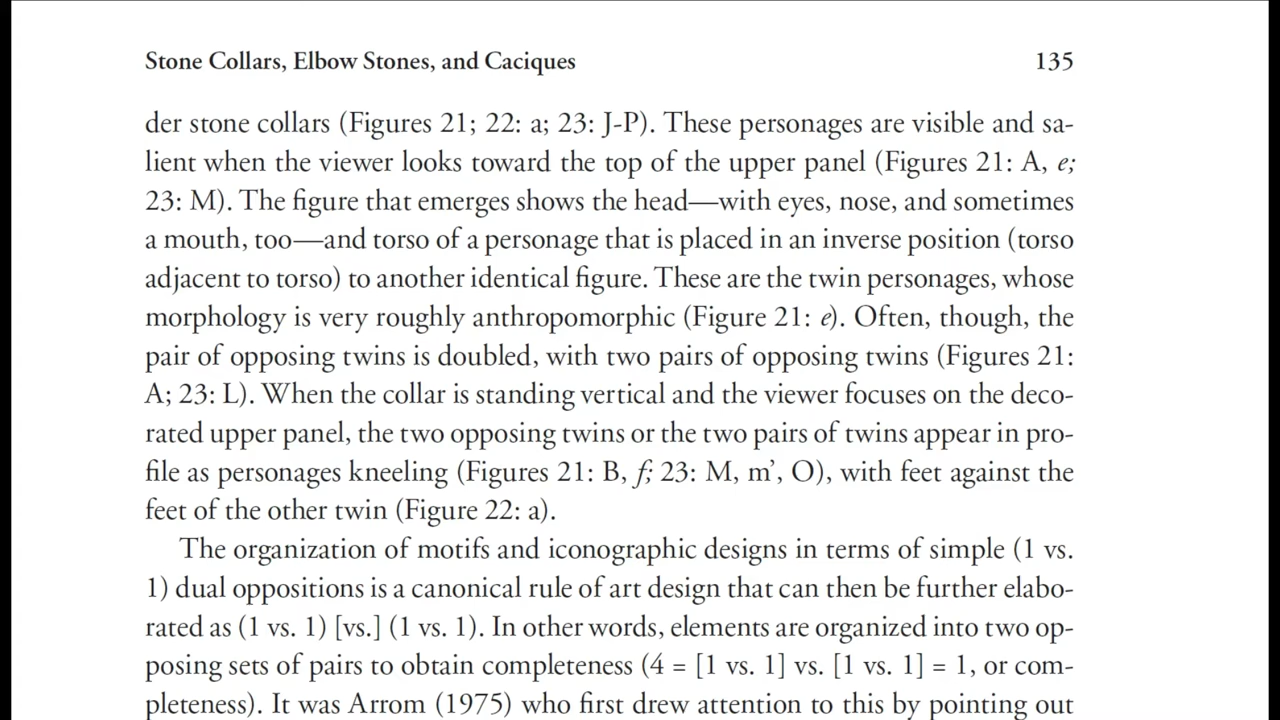 Stone Collars, Elbow Stones, and Caciques 135
der stone collars (Figures 21; 22: a; 23: J-P). These personages are visible and sa-
lient when the viewer looks toward the top of the upper panel (Figures 21: A, e;
23: M). The figure that emerges shows the head—with eyes, nose, and sometimes
a mouth, too—and torso of a personage that is placed in an inverse position (torso
adjacent to torso) to another identical figure. These are the twin personages, whose
morphology is very roughly anthropomorphic (Figure 21: e). Often, though, the
pair of opposing twins is doubled, with two pairs of opposing twins (Figures 21:
A; 23: L). When the collar is standing vertical and the viewer focuses on the deco-
rated upper panel, the two opposing twins or the two pairs of twins appear in pro-
file as personages kneeling (Figures 21: B, f; 23: M, m’, O), with feet against the
feet of the other twin (Figure 22: a).
The organization of motifs and iconographic designs in terms of simple (1 vs.
1) dual oppositions is a canonical rule of art design that can then be further elabo-
rated as (1 vs. 1) [vs.] (1 vs. 1). In other words, elements are organized into two op-
posing sets of pairs to obtain completeness (4 = [1 vs. 1] vs. [1 vs. 1] = 1, or com-
pleteness). It was Arrom (1975) who first drew attention to this by pointing out